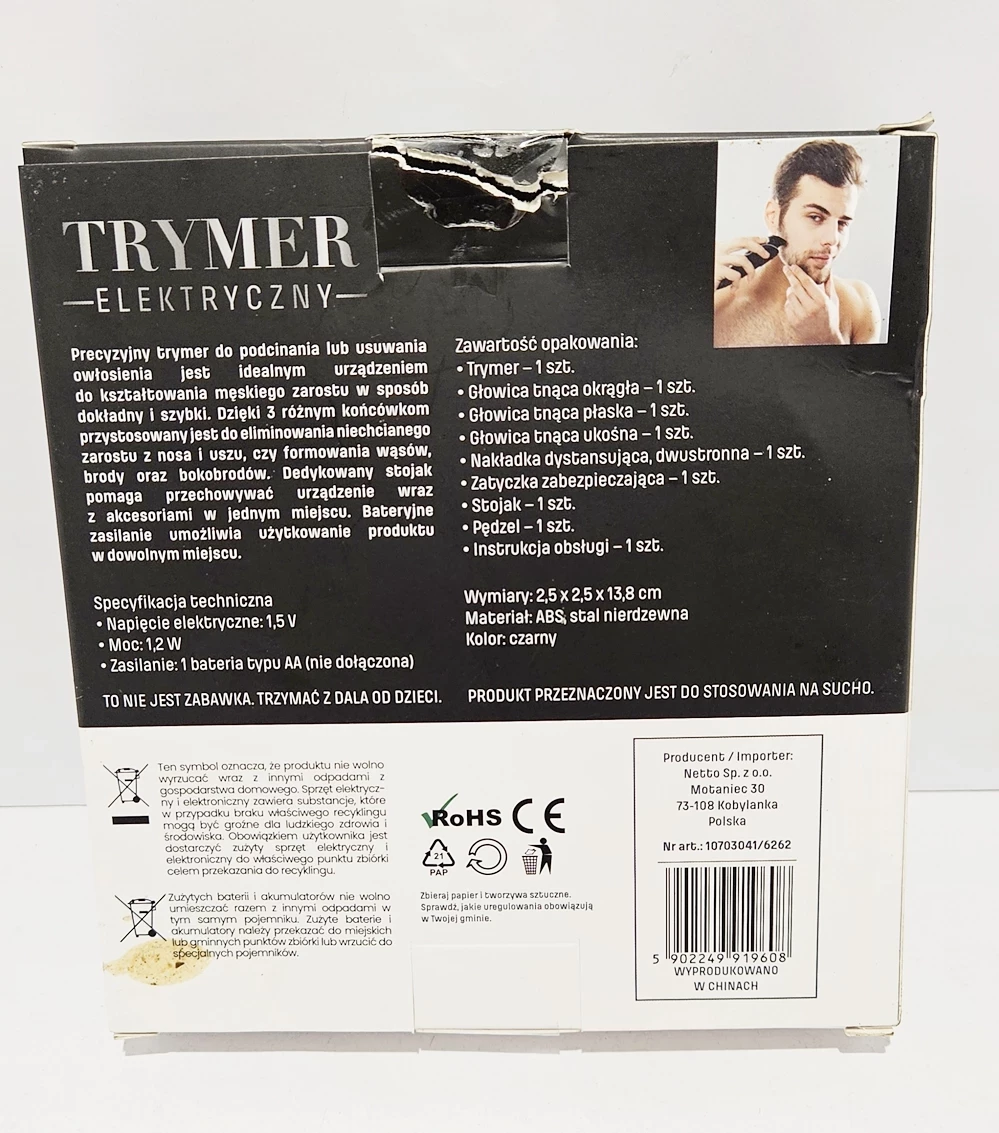 TRYMER
ELEKTRYCZNY
Precyzyjny trymer do podcinania lub usuwania
owłosienia jest idealnym urządzeniem
do kształtowania męskiego zarostu w sposób
dokładny i szybki. Dzięki 3 różnym końcówkom
przystosowany jest do eliminowania niechcianego
zarostu z nosa i uszu, czy formowania wąsów,
brody oraz bokobrodów. Dedykowany stojak
pomaga przechowywać urządzenie wraz
z akcesoriami w jednym miejscu. Bateryjne
zasilanie umożliwia użytkowanie produktu
w dowolnym miejscu.
Specyfikacja techniczna
• Napięcie elektryczne: 1,5 V
• Moc: 1,2 W
• Zasilanie: 1 bateria typu AA (nie dołączona)
TO NIE JEST ZABAWKA. TRZYMAĆ Z DALA OD DZIECI.
Zawartość opakowania:
• Trymer – 1 szt.
• Głowica tnąca okrągła – 1 szt.
• Głowica tnąca płaska – 1 szt.
• Głowica tnąca ukośna – 1 szt.
• Nakładka dystansująca, dwustronna – 1 szt.
• Zatyczka zabezpieczająca – 1 szt.
• Stojak – 1 szt.
• Pędzel – 1 szt.
• Instrukcja obsługi – 1 szt.
Wymiary: 2,5 x 2,5 x 13,8 cm
Materiał: ABS, stal nierdzewna
Kolor: czarny
PRODUKT PRZEZNACZONY JEST DO STOSOWANIA NA SUCHO.
Ten symbol oznacza, że produktu nie wolno
wyrzucać wraz z innymi odpadami z
gospodarstwa domowego. Sprzęt elektrycz-
ny i elektroniczny zawiera substancje, które
w przypadku braku właściwego recyklingu
mogą być groźne dla ludzkiego zdrowia i
środowiska. Obowiązkiem użytkownika jest
dostarczyć zużyty sprzęt elektryczny i
elektroniczny do właściwego punktu zbiórki
celem przekazania do recyklingu.
Zużytych baterii i akumulatorów nie wolno
umieszczać razem z innymi odpadami w
tym samym pojemniku. Zużyte baterie i
akumulatory należy przekazać do miejskich
lub gminnych punktów zbiórki lub wrzucić do
specjalnych pojemników.
RoHS CE
21
PAP
Zbieraj papier i tworzywa sztuczne.
Sprawdź, jakie uregulowania obowiązują
w Twojej gminie.
Producent / Importer:
Netto Sp. z o.o.
Motaniec 30
73-108 Kobylanka
Polska
Nr art.: 10703041/6262
5 902249 919608
WYPRODUKOWANO
W CHINACH